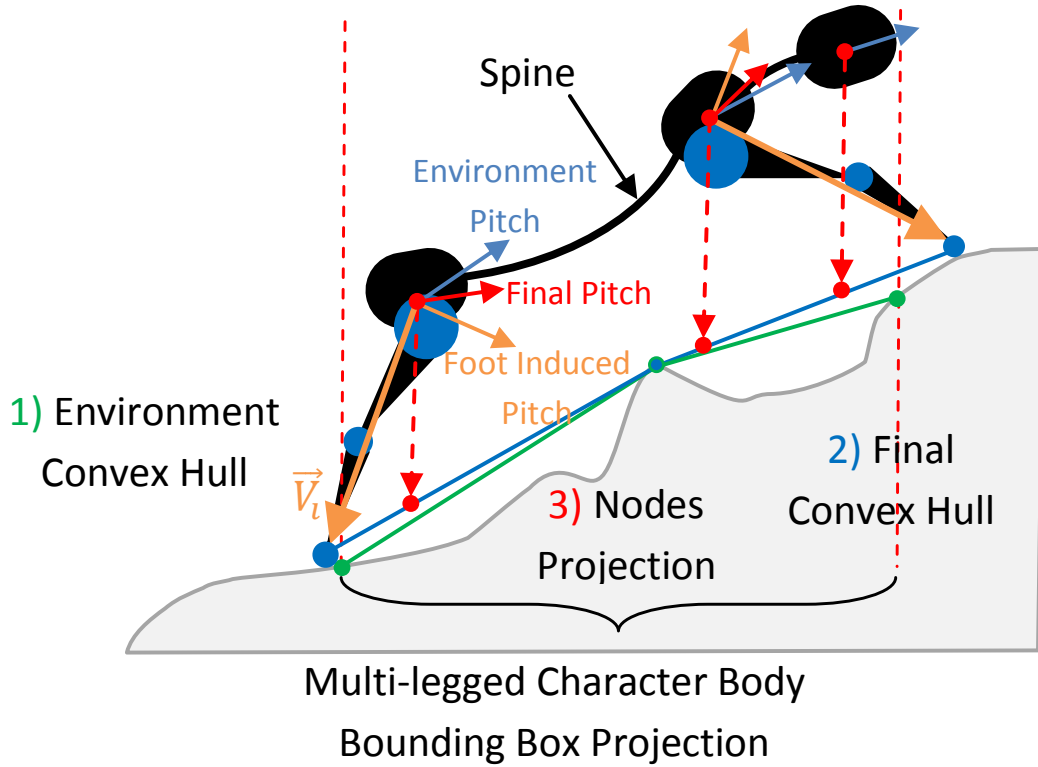 Spine
Environment
Pitch
Final Pitch
Foot Induced
Pitch
1) Environment
Convex Hull
V⃗ₗ
2) Final
Convex Hull
3) Nodes
Projection
Multi-legged Character Body
Bounding Box Projection